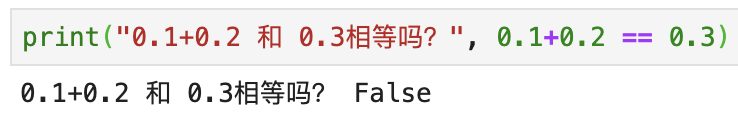 print("0.1+0.2 和 0.3相等吗？", 0.1+0.2 == 0.3)
0.1+0.2 和 0.3相等吗？ False